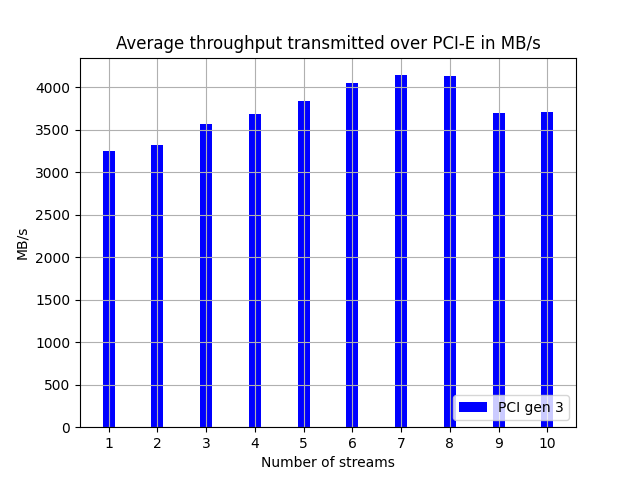 Average throughput transmitted over PCI-E in MB/s
4000
3500
3000
2500
2000
1500
1000
500
0
MB/s
PCI gen 3
1 2 3 4 5 6 7 8 9 10
Number of streams